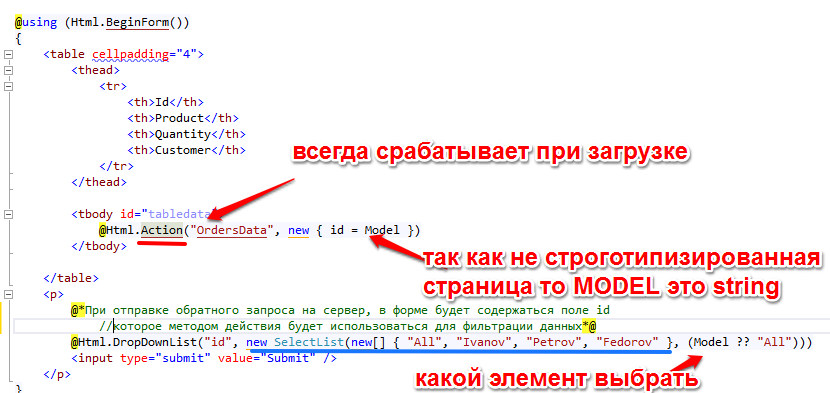 @using (Html.BeginForm())
{
<table cellpadding="4">
<thead>
<tr>
<th>Id</th>
<th>Product</th>
<th>Quantity</th>
<th>Customer</th>
</tr>
</thead>
всегда срабатывает при загрузке
<tbody id="tabledata
@Html.Action("OrdersData", new { id = Model })
</tbody>
так как не строготипизированная
страница то MODEL это string
</table>
<p>
@*При отправке обратного запроса на сервер, в форме будет содержаться поле id
//которое методом действия будет использоваться для фильтрации данных*@
@Html.DropDownList("id", new SelectList(new[] { "All", "Ivanov", "Petrov", "Fedorov" }, (Model ?? "All")))
<input type="submit" value="Submit" />
какой элемент выбрать
</p>
}